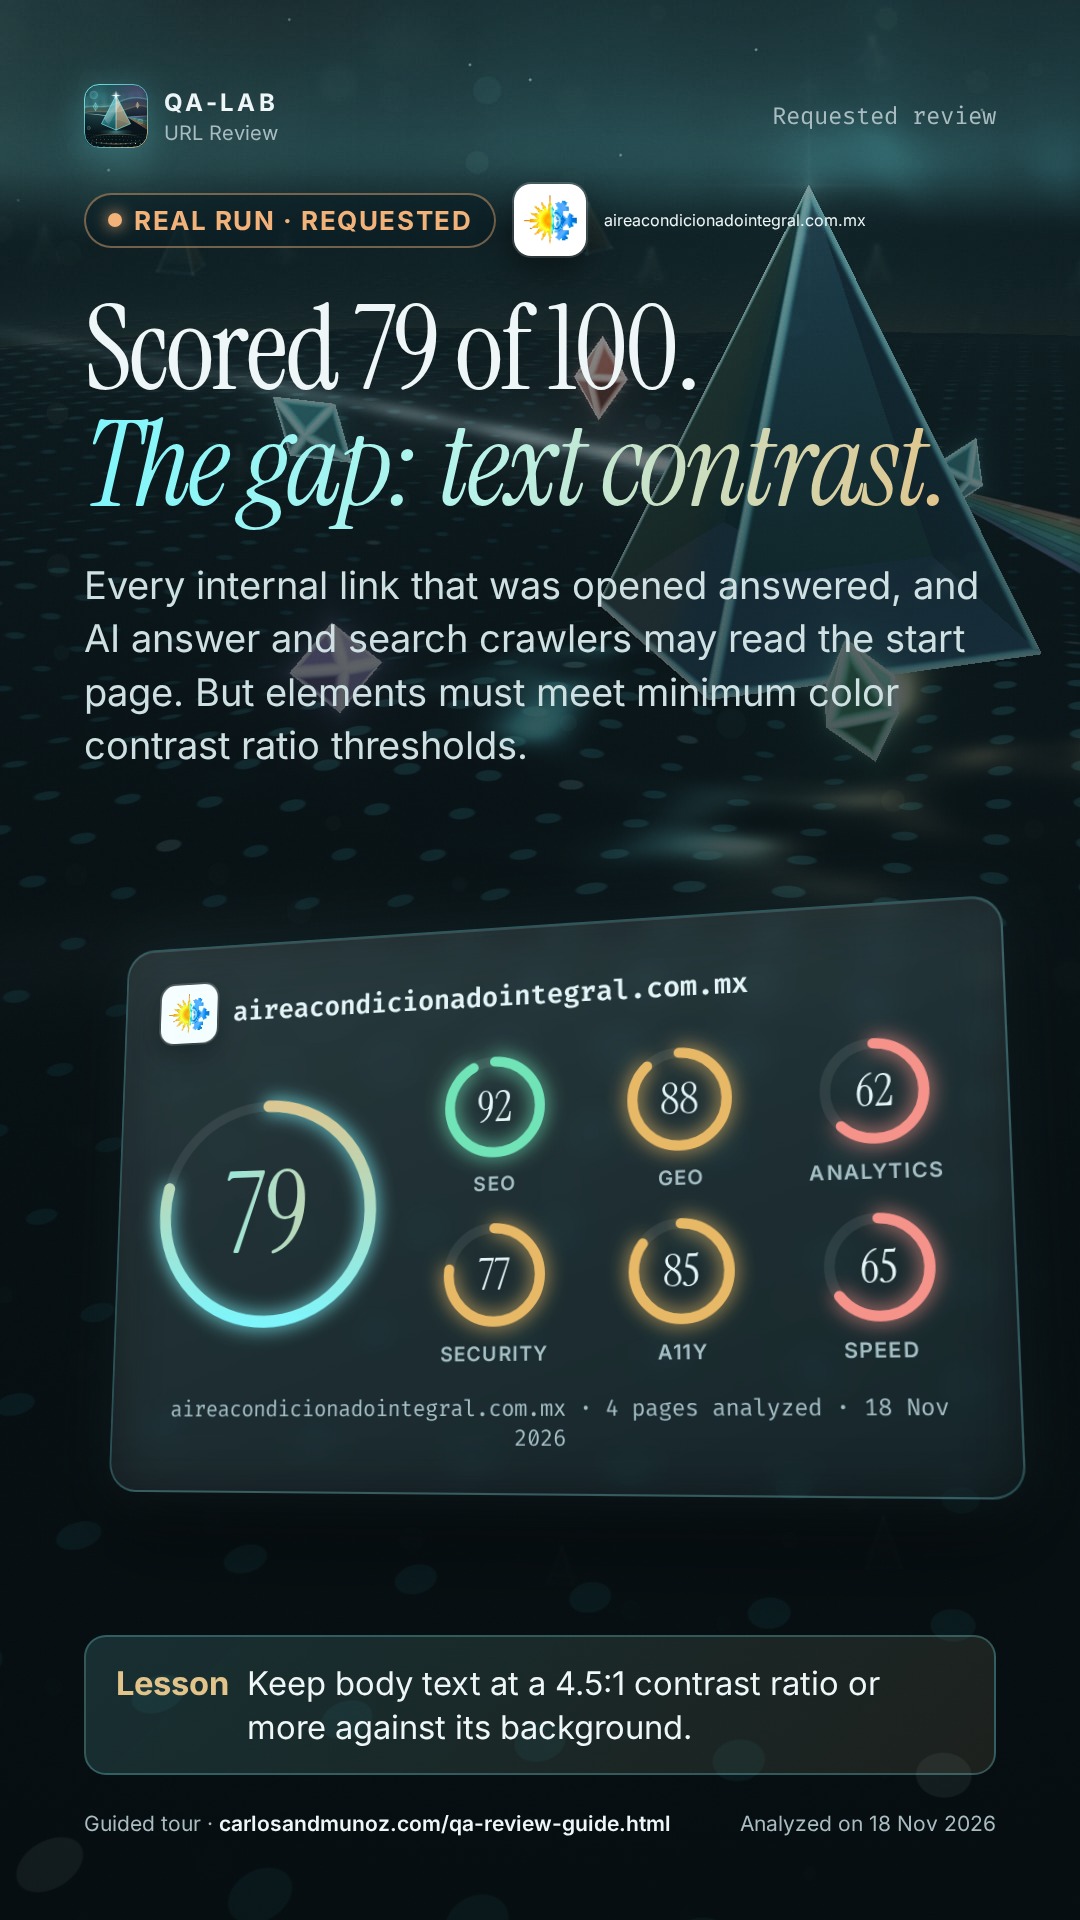 QA-LAB
URL Review
Requested review
REAL RUN · REQUESTED
aireacondicionadointegral.com.mx
Scored 79 of 100.
The gap: text contrast.
Every internal link that was opened answered, and
AI answer and search crawlers may read the start
page. But elements must meet minimum color
contrast ratio thresholds.
aireacondicionadointegral.com.mx
79
92
SEO
88
GEO
62
ANALYTICS
77
SECURITY
85
A11Y
65
SPEED
aireacondicionadointegral.com.mx · 4 pages analyzed · 18 Nov
2026
Lesson Keep body text at a 4.5:1 contrast ratio or
more against its background.
Guided tour · carlosandmunoz.com/qa-review-guide.html
Analyzed on 18 Nov 2026